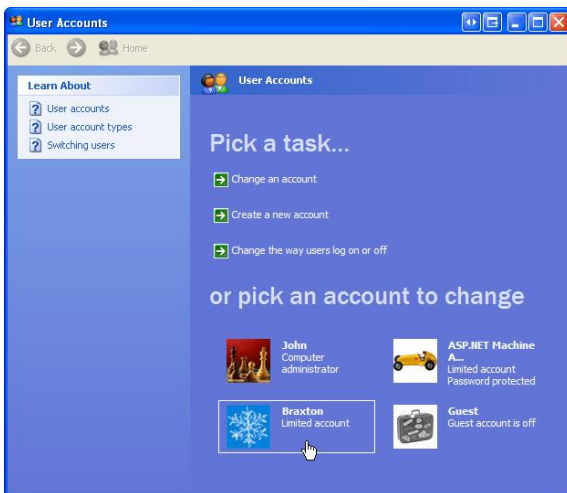 User Accounts
Back
Home
Learn About
User accounts
User account types
Switching users
User Accounts
Pick a task...
Change an account
Create a new account
Change the way users log on or off
or pick an account to change
John
Computer
administrator
ASP.NET Machine
A...
Limited account
Password protected
Braxton
Limited account
Guest
Guest account is off